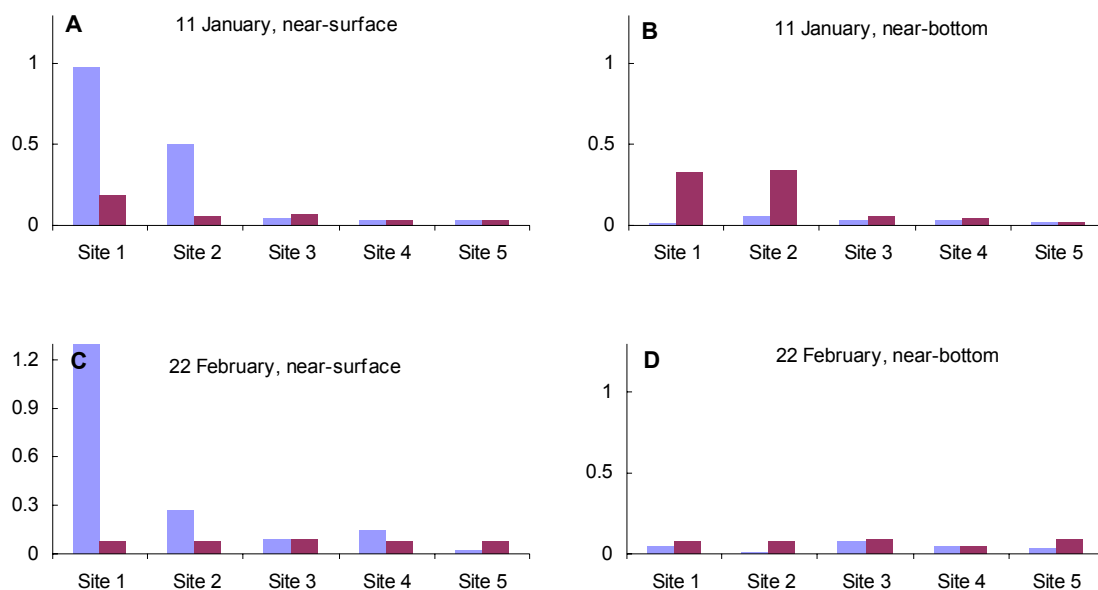 A
11 January, near-surface
1
0.5
0
Site 1 Site 2 Site 3 Site 4 Site 5
B
11 January, near-bottom
1
0.5
0
Site 1 Site 2 Site 3 Site 4 Site 5
C
22 February, near-surface
1.2
0.9
0.6
0.3
0
Site 1 Site 2 Site 3 Site 4 Site 5
D
22 February, near-bottom
1
0.5
0
Site 1 Site 2 Site 3 Site 4 Site 5